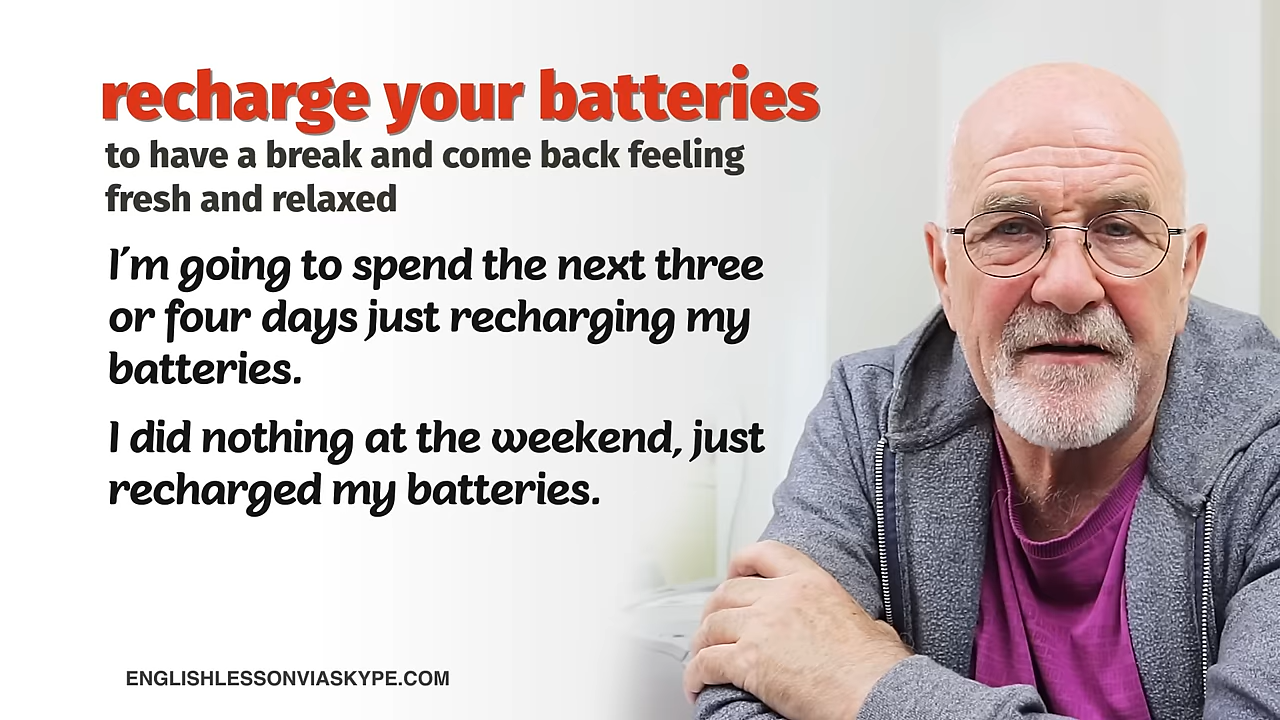 recharge your batteries
to have a break and come back feeling
fresh and relaxed
I'm going to spend the next three
or four days just recharging my
batteries.
I did nothing at the weekend, just
recharged my batteries.
ENGLISHLESSONVIASKYPE.COM